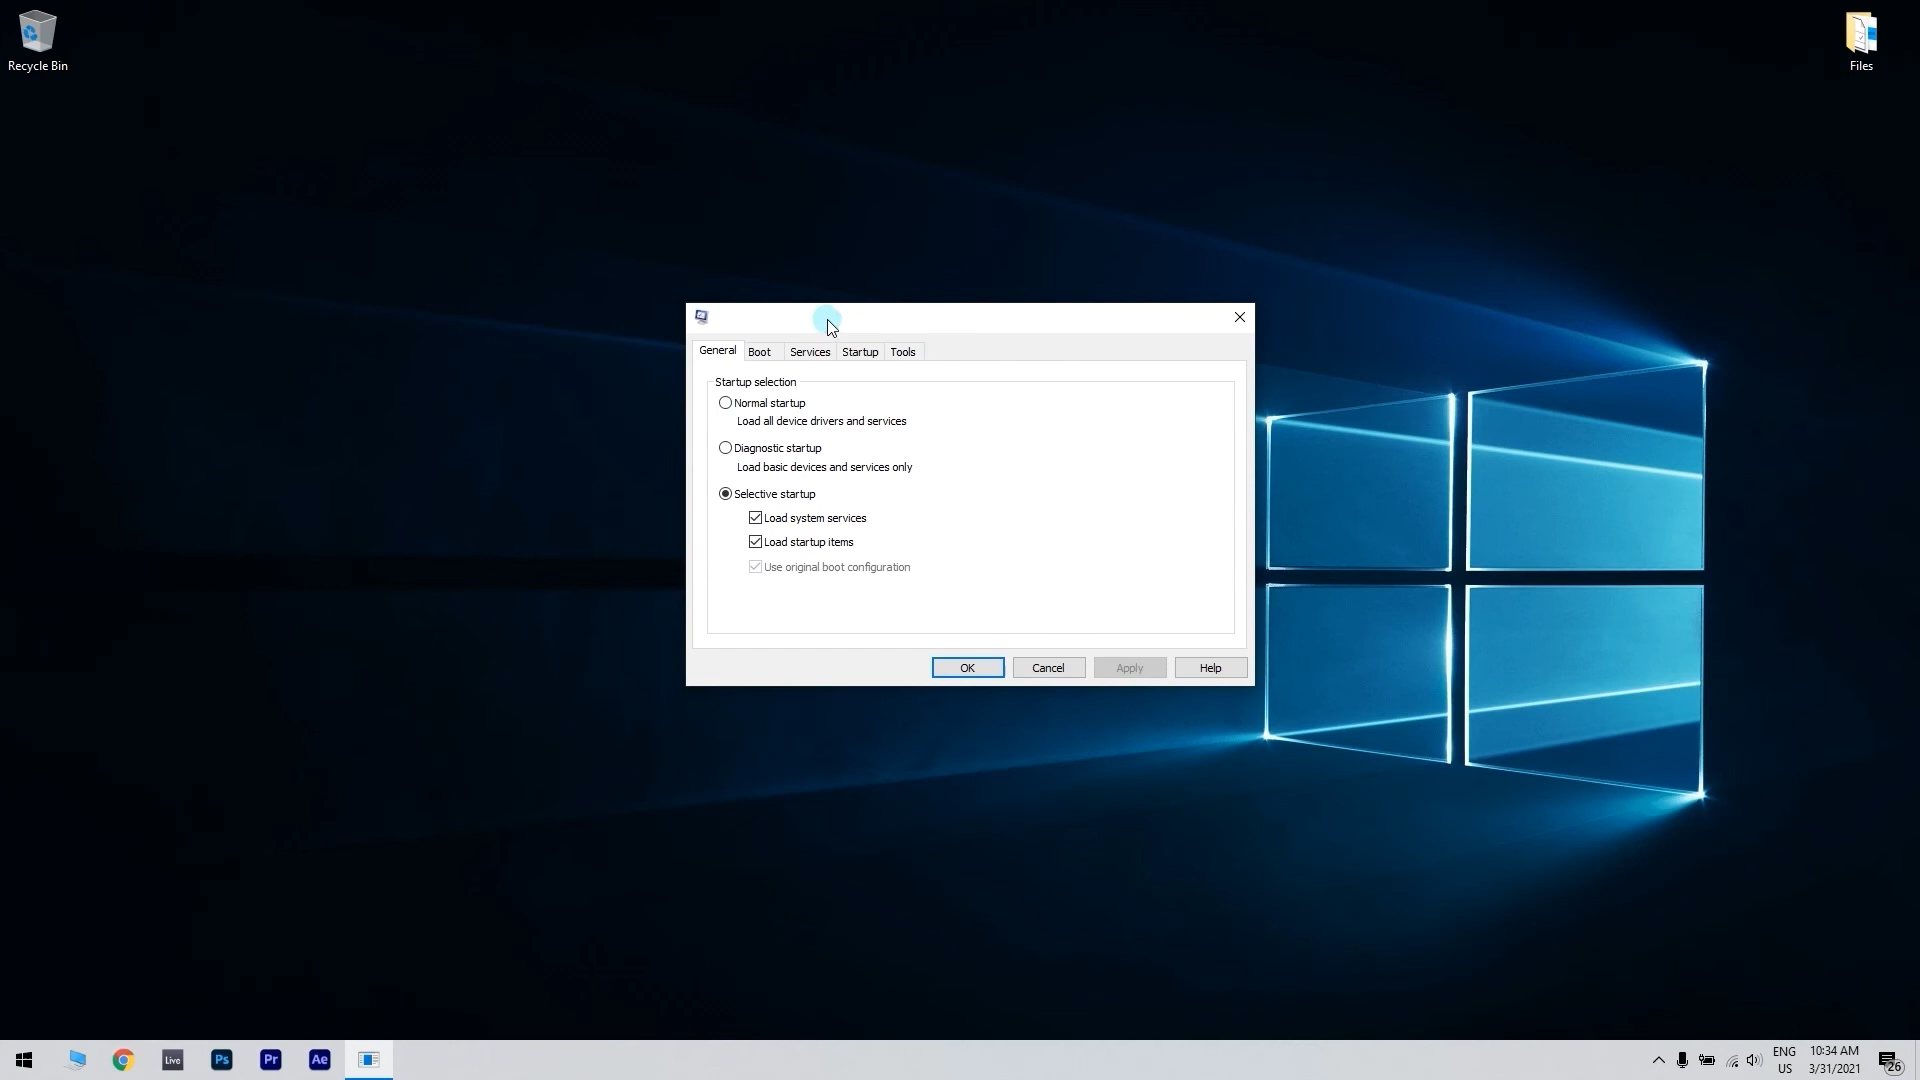 Recycle Bin
Files
General Boot Services Startup Tools
Startup selection
Normal startup
Load all device drivers and services
Diagnostic startup
Load basic devices and services only
Selective startup
Load system services
Load startup items
Use original boot configuration
OK Cancel Apply Help
Live Ps Pr Ae
ENG 10:34 AM
US 3/31/2021 26